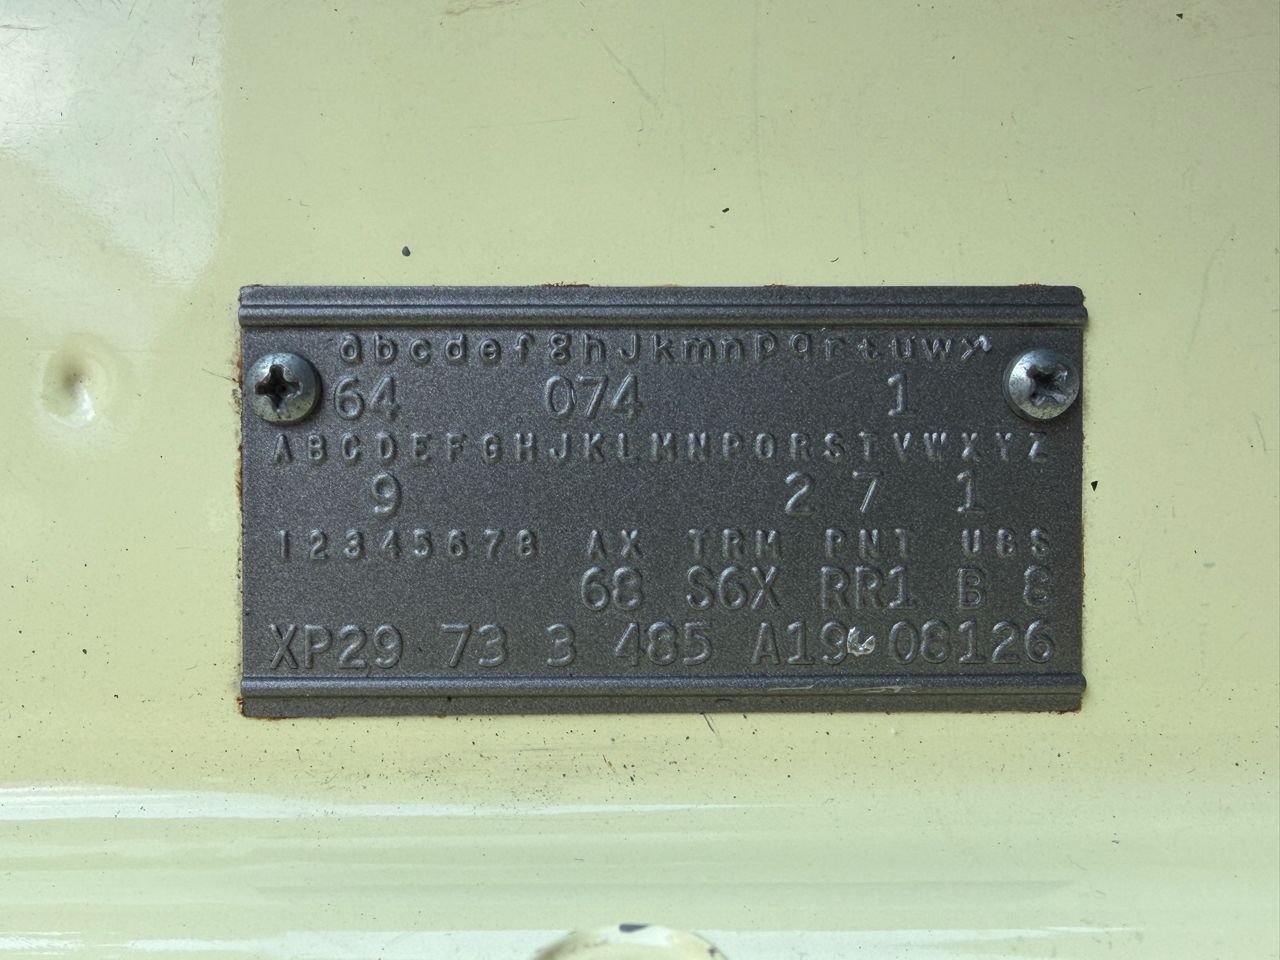 abcdefghJkmnpqrtuwx
64 074 1
ABCDEFGHJKLMNPQRSTVWXYZ
9 2 7 1
12345678 AX TRM PNT UBS
68 S6X RR1 B 8
XP29 73 3 485 A19 08126